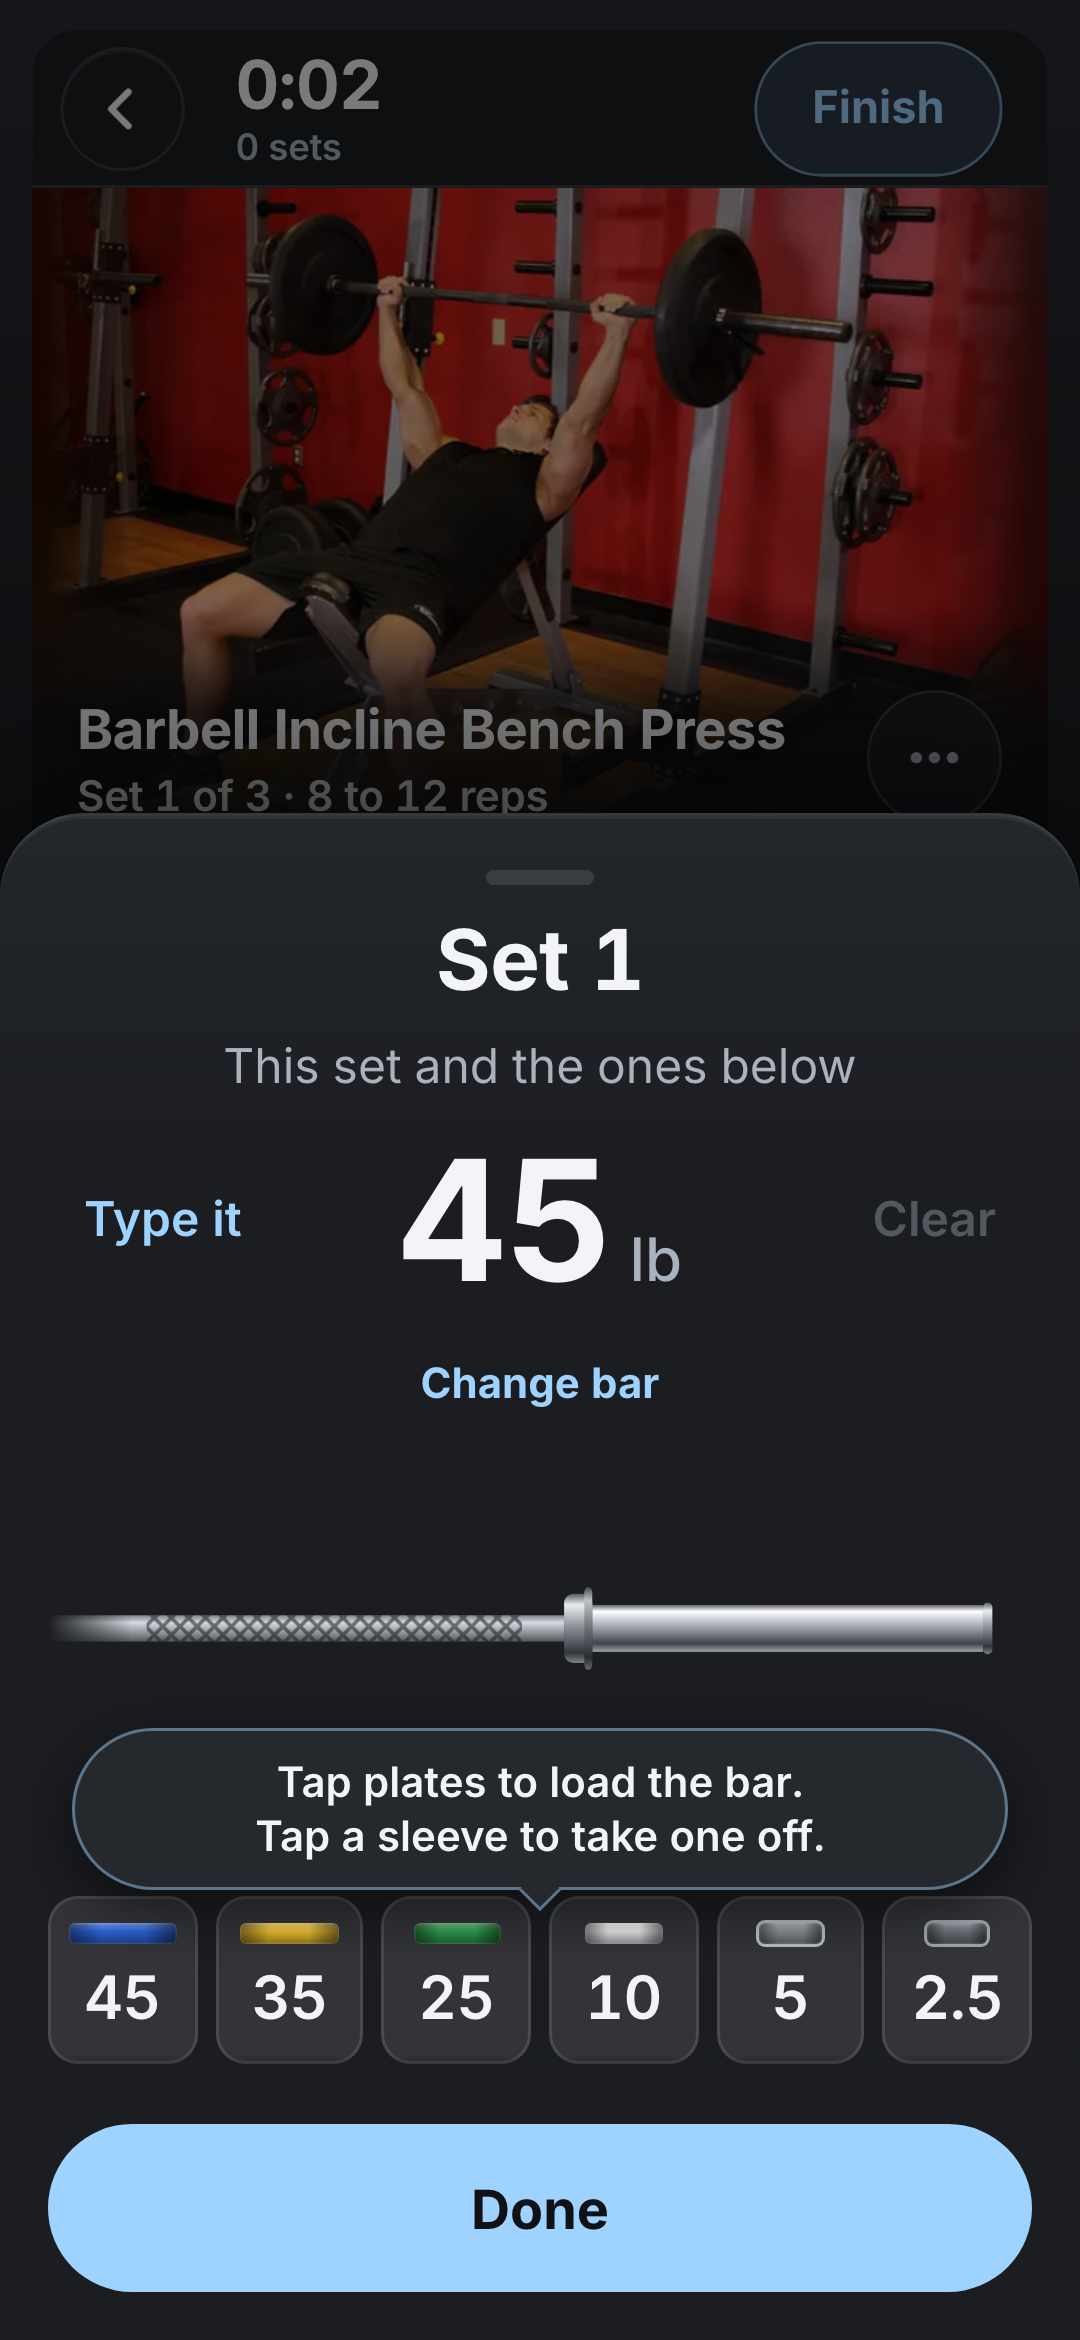 0:02
0 sets
Finish
Barbell Incline Bench Press
Set 1 of 3 · 8 to 12 reps
Set 1
This set and the ones below
Type it
45 lb
Clear
Change bar
Tap plates to load the bar.
Tap a sleeve to take one off.
45
35
25
10
5
2.5
Done